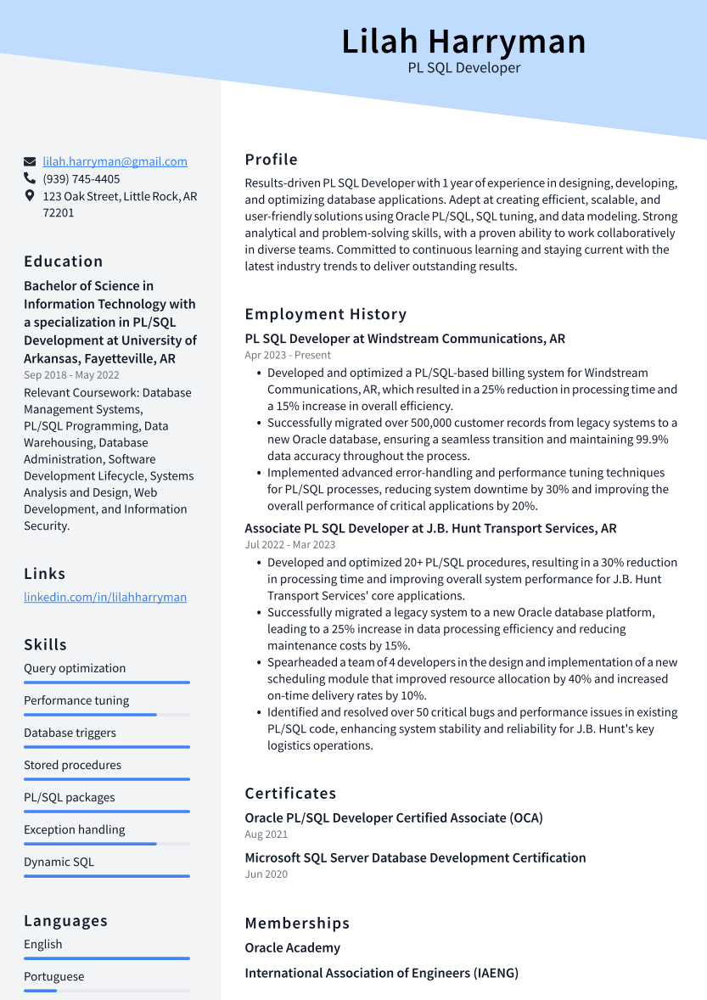 Lilah Harryman
PL SQL Developer
lilah.harryman@gmail.com
(939) 745-4405
123 Oak Street, Little Rock, AR
72201
Education
Bachelor of Science in
Information Technology with
a specialization in PL/SQL
Development at University of
Arkansas, Fayetteville, AR
Sep 2018 - May 2022
Relevant Coursework: Database
Management Systems,
PL/SQL Programming, Data
Warehousing, Database
Administration, Software
Development Lifecycle, Systems
Analysis and Design, Web
Development, and Information
Security.
Links
linkedin.com/in/lilahharryman
Skills
Query optimization
Performance tuning
Database triggers
Stored procedures
PL/SQL packages
Exception handling
Dynamic SQL
Languages
English
Portuguese
Profile
Results-driven PL SQL Developer with 1 year of experience in designing, developing,
and optimizing database applications. Adept at creating efficient, scalable, and
user-friendly solutions using Oracle PL/SQL, SQL tuning, and data modeling. Strong
analytical and problem-solving skills, with a proven ability to work collaboratively
in diverse teams. Committed to continuous learning and staying current with the
latest industry trends to deliver outstanding results.
Employment History
PL SQL Developer at Windstream Communications, AR
Apr 2023 - Present
• Developed and optimized a PL/SQL-based billing system for Windstream
Communications, AR, which resulted in a 25% reduction in processing time and
a 15% increase in overall efficiency.
• Successfully migrated over 500,000 customer records from legacy systems to a
new Oracle database, ensuring a seamless transition and maintaining 99.9%
data accuracy throughout the process.
• Implemented advanced error-handling and performance tuning techniques
for PL/SQL processes, reducing system downtime by 30% and improving the
overall performance of critical applications by 20%.
Associate PL SQL Developer at J.B. Hunt Transport Services, AR
Jul 2022 - Mar 2023
• Developed and optimized 20+ PL/SQL procedures, resulting in a 30% reduction
in processing time and improving overall system performance for J.B. Hunt
Transport Services' core applications.
• Successfully migrated a legacy system to a new Oracle database platform,
leading to a 25% increase in data processing efficiency and reducing
maintenance costs by 15%.
• Spearheaded a team of 4 developers in the design and implementation of a new
scheduling module that improved resource allocation by 40% and increased
on-time delivery rates by 10%.
• Identified and resolved over 50 critical bugs and performance issues in existing
PL/SQL code, enhancing system stability and reliability for J.B. Hunt's key
logistics operations.
Certificates
Oracle PL/SQL Developer Certified Associate (OCA)
Aug 2021
Microsoft SQL Server Database Development Certification
Jun 2020
Memberships
Oracle Academy
International Association of Engineers (IAENG)